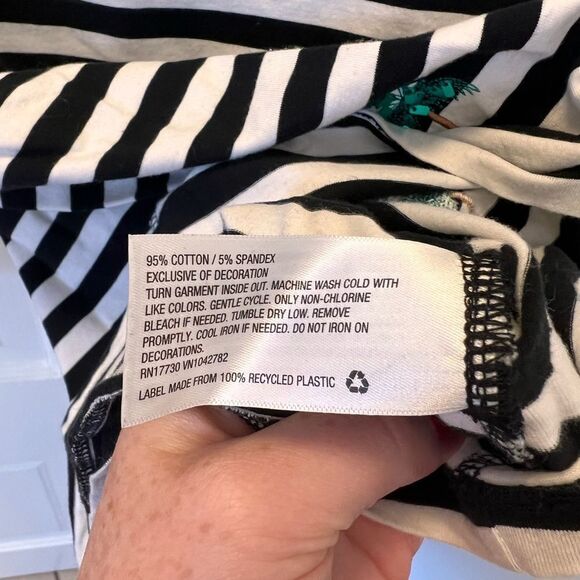 95% COTTON / 5% SPANDEX
EXCLUSIVE OF DECORATION
TURN GARMENT INSIDE OUT. MACHINE WASH COLD WITH
LIKE COLORS. GENTLE CYCLE. ONLY NON-CHLORINE
BLEACH IF NEEDED. TUMBLE DRY LOW. REMOVE
PROMPTLY. COOL IRON IF NEEDED. DO NOT IRON ON
DECORATIONS.
RN17730 VN1042782
LABEL MADE FROM 100% RECYCLED PLASTIC